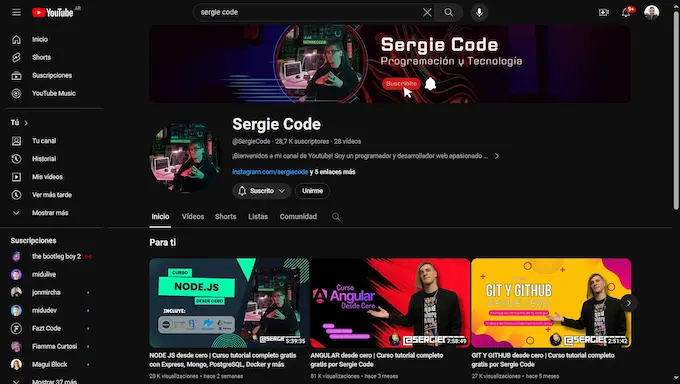 YouTube AR
sergie code
9+
Inicio
Shorts
Suscripciones
YouTube Music
Tú
Tu canal
Historial
Mis videos
Ver más tarde
Mostrar más
Suscripciones
the bootleg boy 2
midulive
jonmircha
midudev
Fazt Code
Fiamma Curtosi
Magui Block
Mostrar 37 más
Sergie Code
Programación y Tecnología
Suscribite
Sergie Code
@SergieCode · 28,7 K suscriptores · 28 videos
¡Bienvenidos a mi canal de Youtube! Soy un programador y desarrollador web apasionado ...
instagram.com/sergiecode y 5 enlaces más
Suscrito
Unirme
Inicio Vídeos Shorts Listas Comunidad
Para ti
CURSO
NODE.JS
DESDE CERO
INCLUYE:
5:39:35
NODE JS desde cero | Curso tutorial completo gratis
con Express, Mongo, PostgreSQL, Docker y más
28 K visualizaciones · hace 2 semanas
Curso
Angular
Desde Cero
@SERGIE
7:58:49
ANGULAR desde cero | Curso tutorial completo gratis
por Sergie Code
81 K visualizaciones · hace 3 meses
GIT Y GITHUB
DESDE CERO
@SERGIE
2:51:42
GIT Y GITHUB desde cero | Curso tutorial completo
gratis por Sergie Code
27 K visualizaciones · hace 5 meses